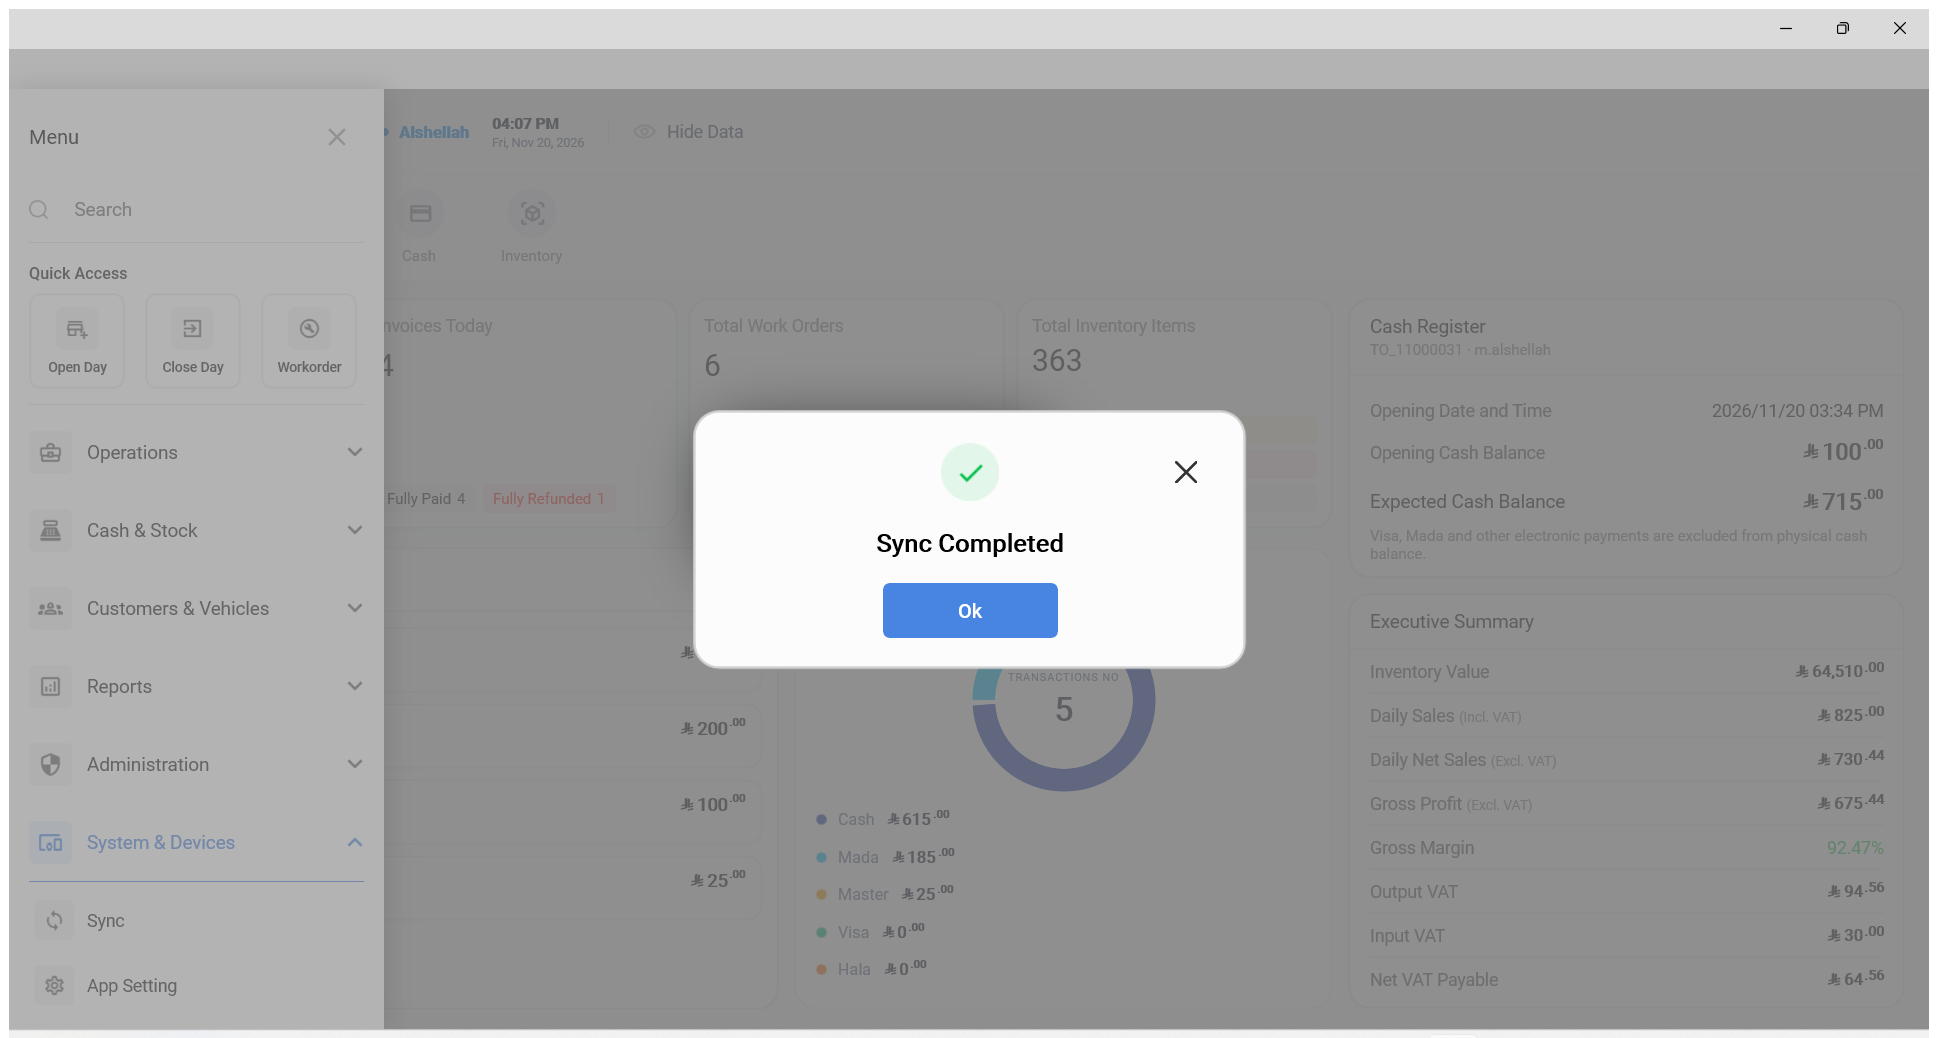 Menu
Alshellah
04:07 PM
Fri, Nov 20, 2026
Hide Data
Search
Cash
Inventory
Quick Access
Open Day
Close Day
Workorder
nvoices Today
4
Fully Paid 4
Fully Refunded 1
Total Work Orders
6
Total Inventory Items
363
Cash Register
TO_11000031 · m.alshellah
Opening Date and Time
2026/11/20 03:34 PM
Opening Cash Balance
100.00
Expected Cash Balance
715.00
Visa, Mada and other electronic payments are excluded from physical cash
balance.
Operations
Cash & Stock
Customers & Vehicles
Reports
Administration
System & Devices
Sync
App Setting
Sync Completed
Ok
200.00
100.00
25.00
TRANSACTIONS NO
5
Cash 615.00
Mada 185.00
Master 25.00
Visa 0.00
Hala 0.00
Executive Summary
Inventory Value 64,510.00
Daily Sales (Incl. VAT) 825.00
Daily Net Sales (Excl. VAT) 730.44
Gross Profit (Excl. VAT) 675.44
Gross Margin 92.47%
Output VAT 94.56
Input VAT 30.00
Net VAT Payable 64.56